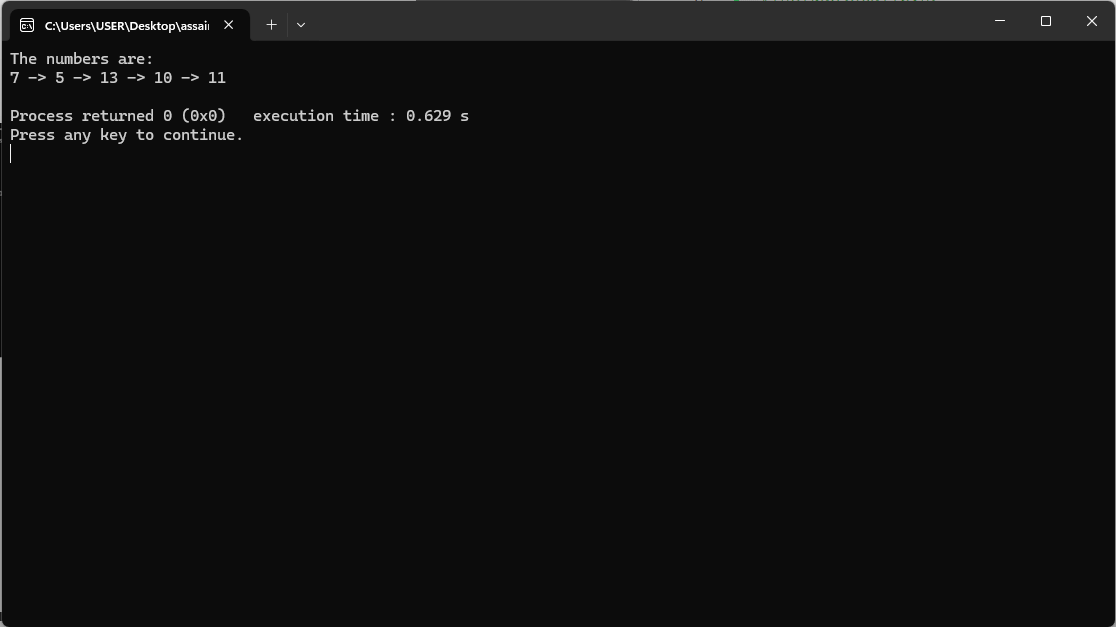 C:\Users\USER\Desktop\assai
The numbers are:
7 -> 5 -> 13 -> 10 -> 11
Process returned 0 (0x0)   execution time : 0.629 s
Press any key to continue.